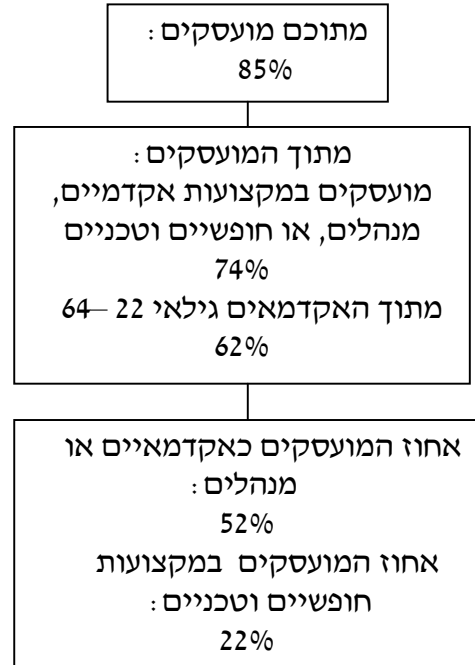 מתוכם מועסקים:
85%
מתוך המועסקים:
מועסקים במקצועות אקדמיים,
מנהלים, או חופשיים וטכניים
74%
מתוך האקדמאים גילאי 22 –64
62%
אחוז המועסקים כאקדמאיים או
מנהלים:
52%
אחוז המועסקים במקצועות
חופשיים וטכניים:
22%